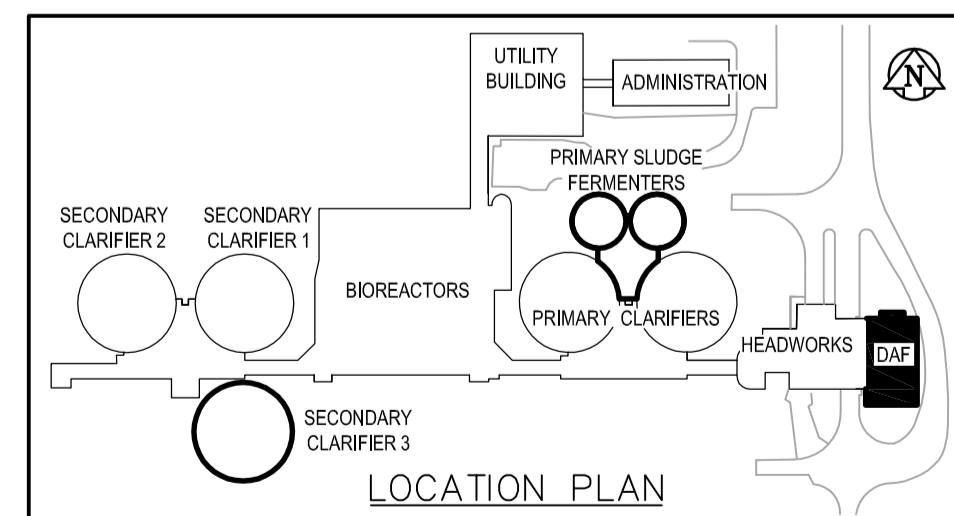 UTILITY
BUILDING
ADMINISTRATION
N
PRIMARY SLUDGE
FERMENTERS
SECONDARY
CLARIFIER 2
SECONDARY
CLARIFIER 1
BIOREACTORS
PRIMARY CLARIFIERS
HEADWORKS
DAF
SECONDARY
CLARIFIER 3
LOCATION PLAN